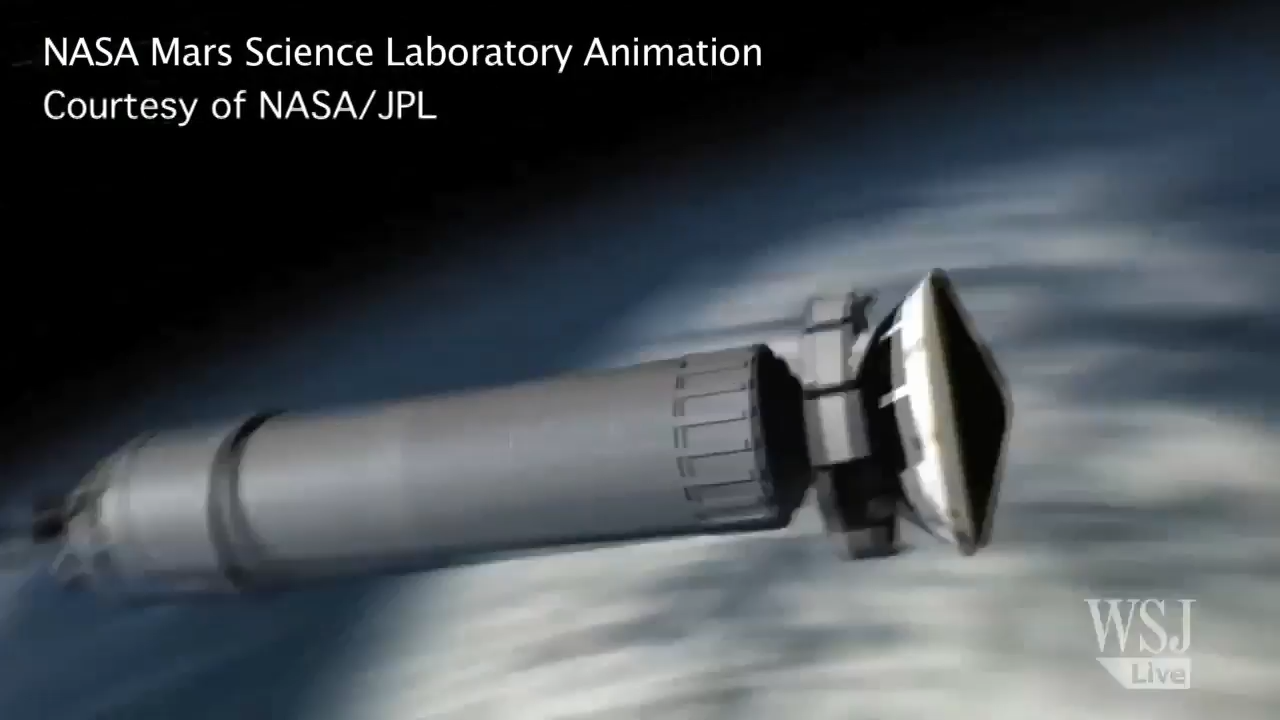 NASA Mars Science Laboratory Animation
Courtesy of NASA/JPL
WSJ
Live